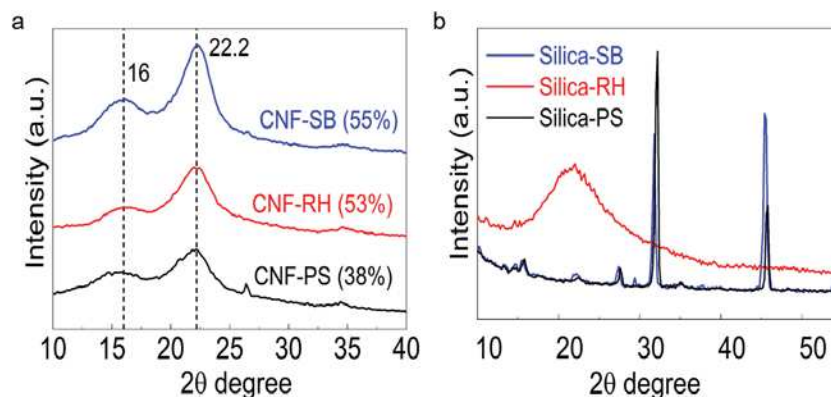 a
16
22.2
CNF-SB (55%)
CNF-RH (53%)
CNF-PS (38%)
Intensity (a.u.)
10 15 20 25 30 35 40
2θ degree
b
Silica-SB
Silica-RH
Silica-PS
Intensity (a.u.)
10 20 30 40 50
2θ degree